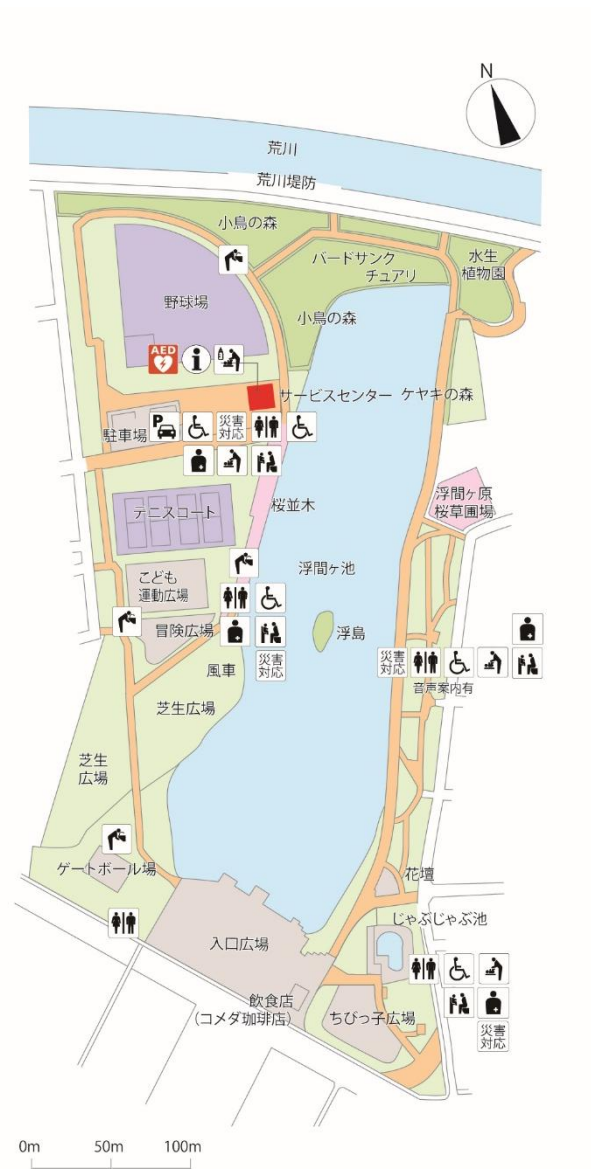 N
荒川
荒川堤防
小鳥の森
バードサンク
チュアリ
水生
植物園
野球場
小鳥の森
AED
i
サービスセンター
ケヤキの森
P
災害
対応
駐車場
浮間ヶ原
桜草圃場
桜並木
テニスコート
浮間ヶ池
こども
運動広場
冒険広場
浮島
風車
災害
対応
災害
対応
音声案内有
芝生広場
芝生
広場
ゲートボール場
花壇
じゃぶじゃぶ池
入口広場
飲食店
(コメダ珈琲店)
ちびっ子広場
災害
対応
0m 50m 100m